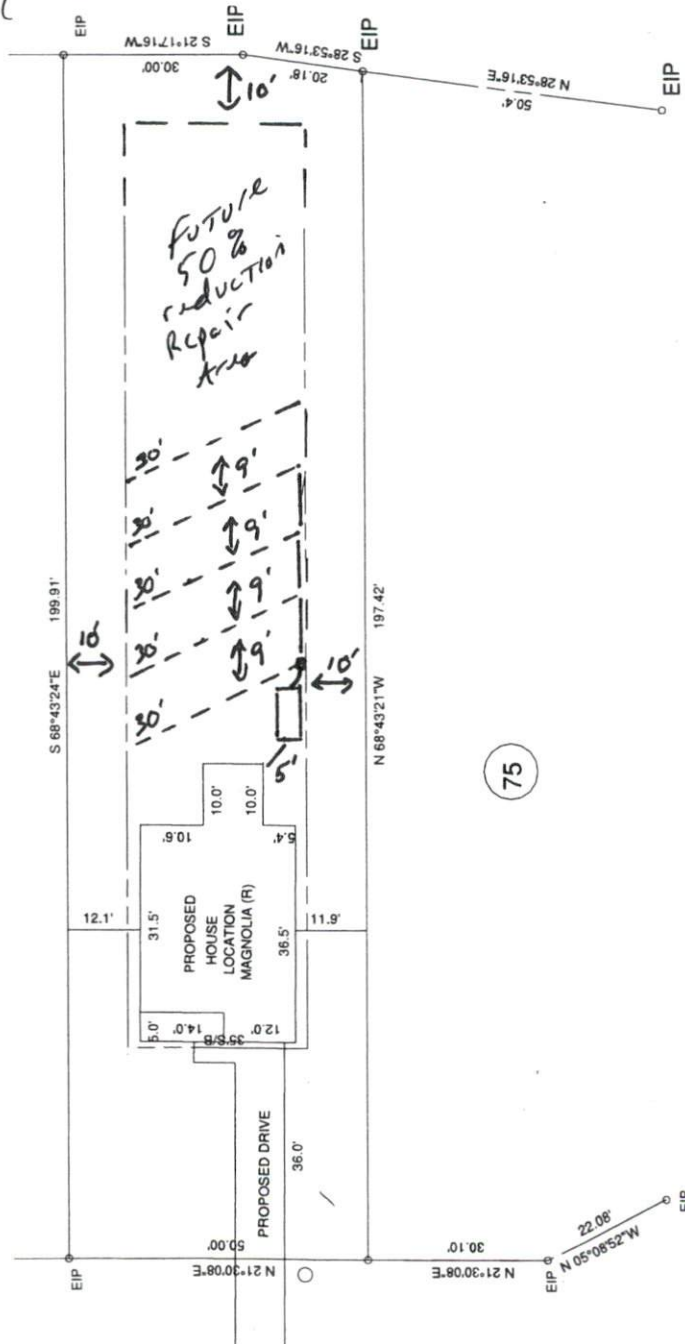 EIP
S 21°17'16"W
30.00'
EIP
S 28°53'16"W
20.18'
EIP
N 28°53'16"E
50.4'
EIP
10'
FUTURE
50%
reduction
Repair
Area
30'
30'
30'
30'
30'
9'
9'
9'
9'
S 68°43'24"E 199.91'
10'
10'
N 68°43'21"W 197.42'
5'
75
10.0'
10.0'
10.6'
5.4'
12.1'
31.5'
PROPOSED
HOUSE
LOCATION
MAGNOLIA (R)
36.5'
11.9'
5.0'
14.0'
12.0'
35'S/B
PROPOSED DRIVE
36.0'
50.00'
N 21°30'08"E
EIP
30.10'
N 21°30'08"E
EIP
22.08'
N 05°08'52"W
EIP